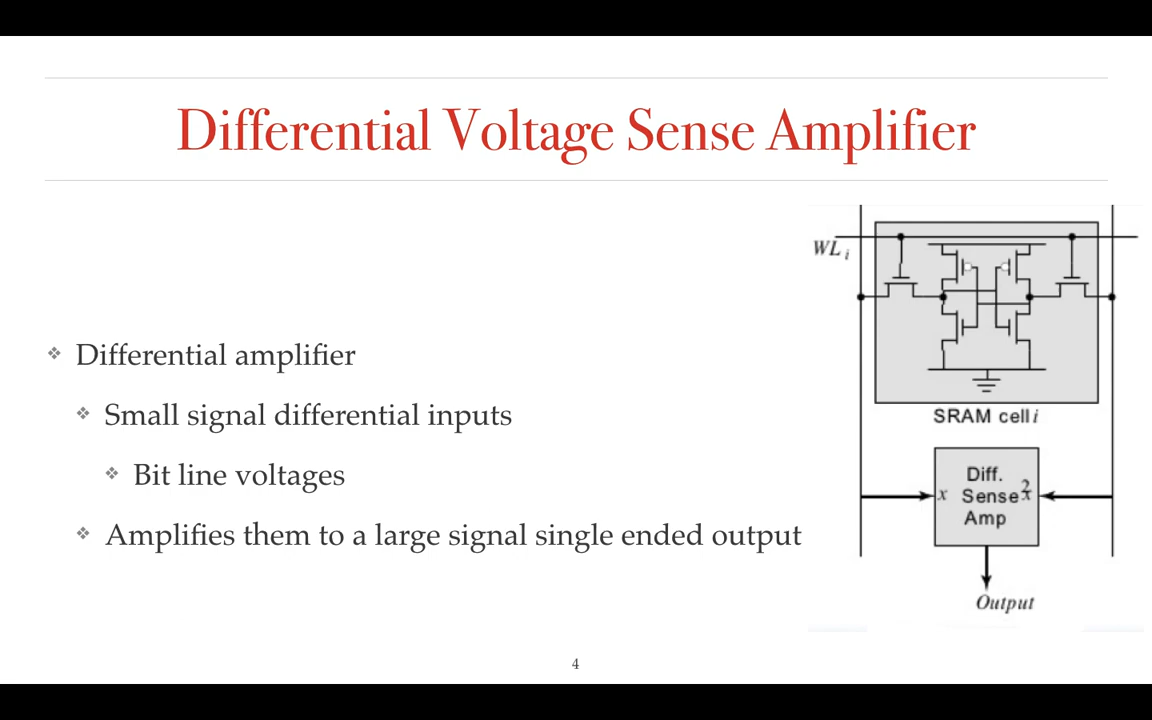 Differential Voltage Sense Amplifier
WL i
❖ Differential amplifier
❖ Small signal differential inputs
❖ Bit line voltages
❖ Amplifies them to a large signal single ended output
SRAM cell i
Diff.
x Sense
Amp
Output
4